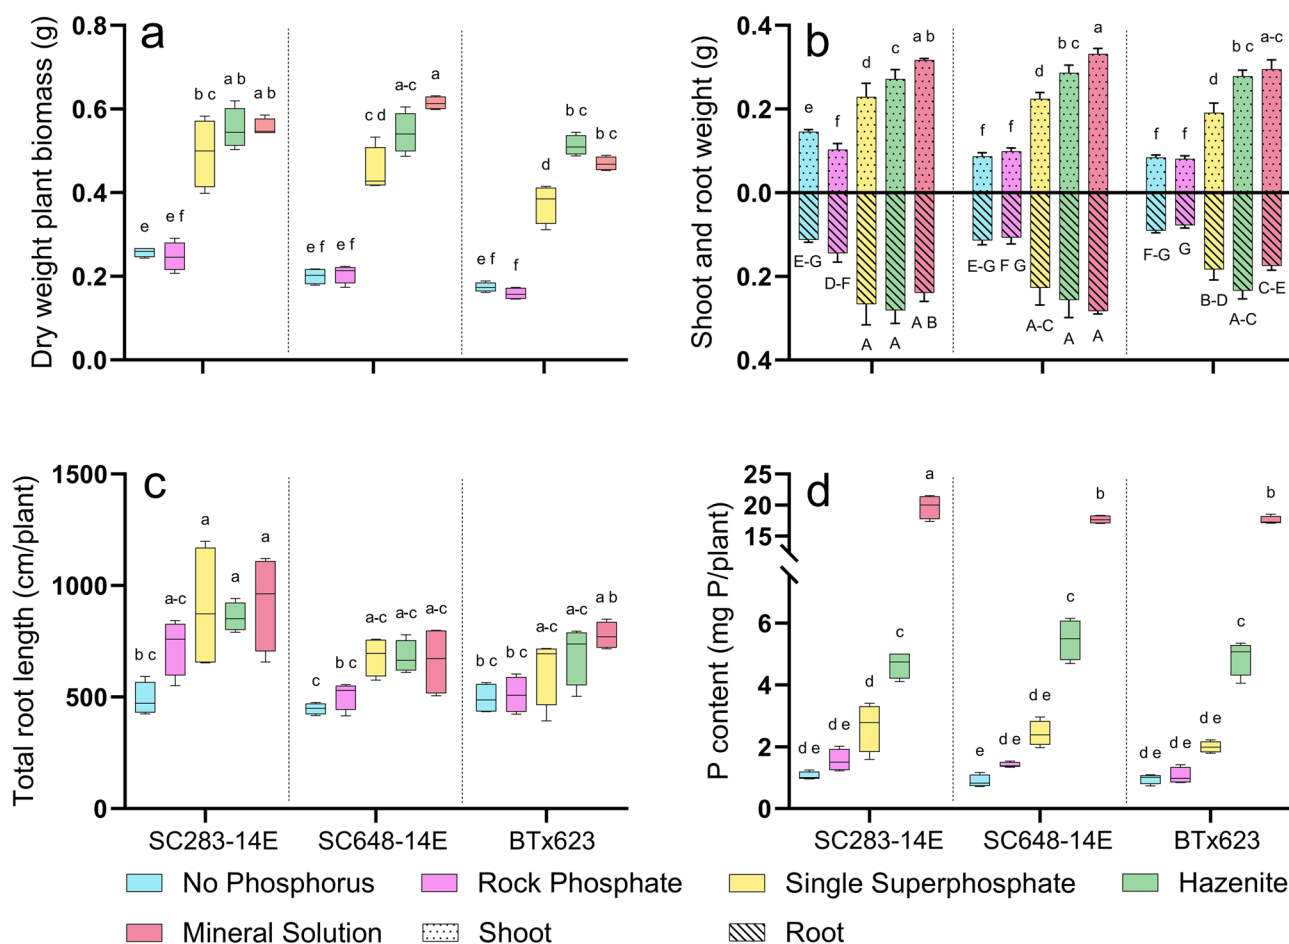 a
Dry weight plant biomass (g)
0.8
0.6
0.4
0.2
0.0
e
e f
b c
a b
a b
e f
e f
c d
a-c
a
e f
f
d
b c
b c
b
Shoot and root weight (g)
0.4
0.2
0.0
0.2
0.4
e
f
d
c
a b
f
f
d
b c
a
f
f
d
b c
a-c
E-G
D-F
A
A
A B
E-G
F G
A-C
A
A
F-G
G
B-D
A-C
C-E
c
Total root length (cm/plant)
1500
1000
500
0
b c
a-c
a
a
a
c
b c
a-c
a-c
a-c
b c
b c
a-c
a-c
a b
SC283-14E
SC648-14E
BTx623
d
P content (mg P/plant)
25
20
15
6
4
2
0
d e
d e
d
c
a
e
d e
d e
c
b
d e
d e
d e
c
b
SC283-14E
SC648-14E
BTx623
No Phosphorus
Rock Phosphate
Single Superphosphate
Hazenite
Mineral Solution
Shoot
Root